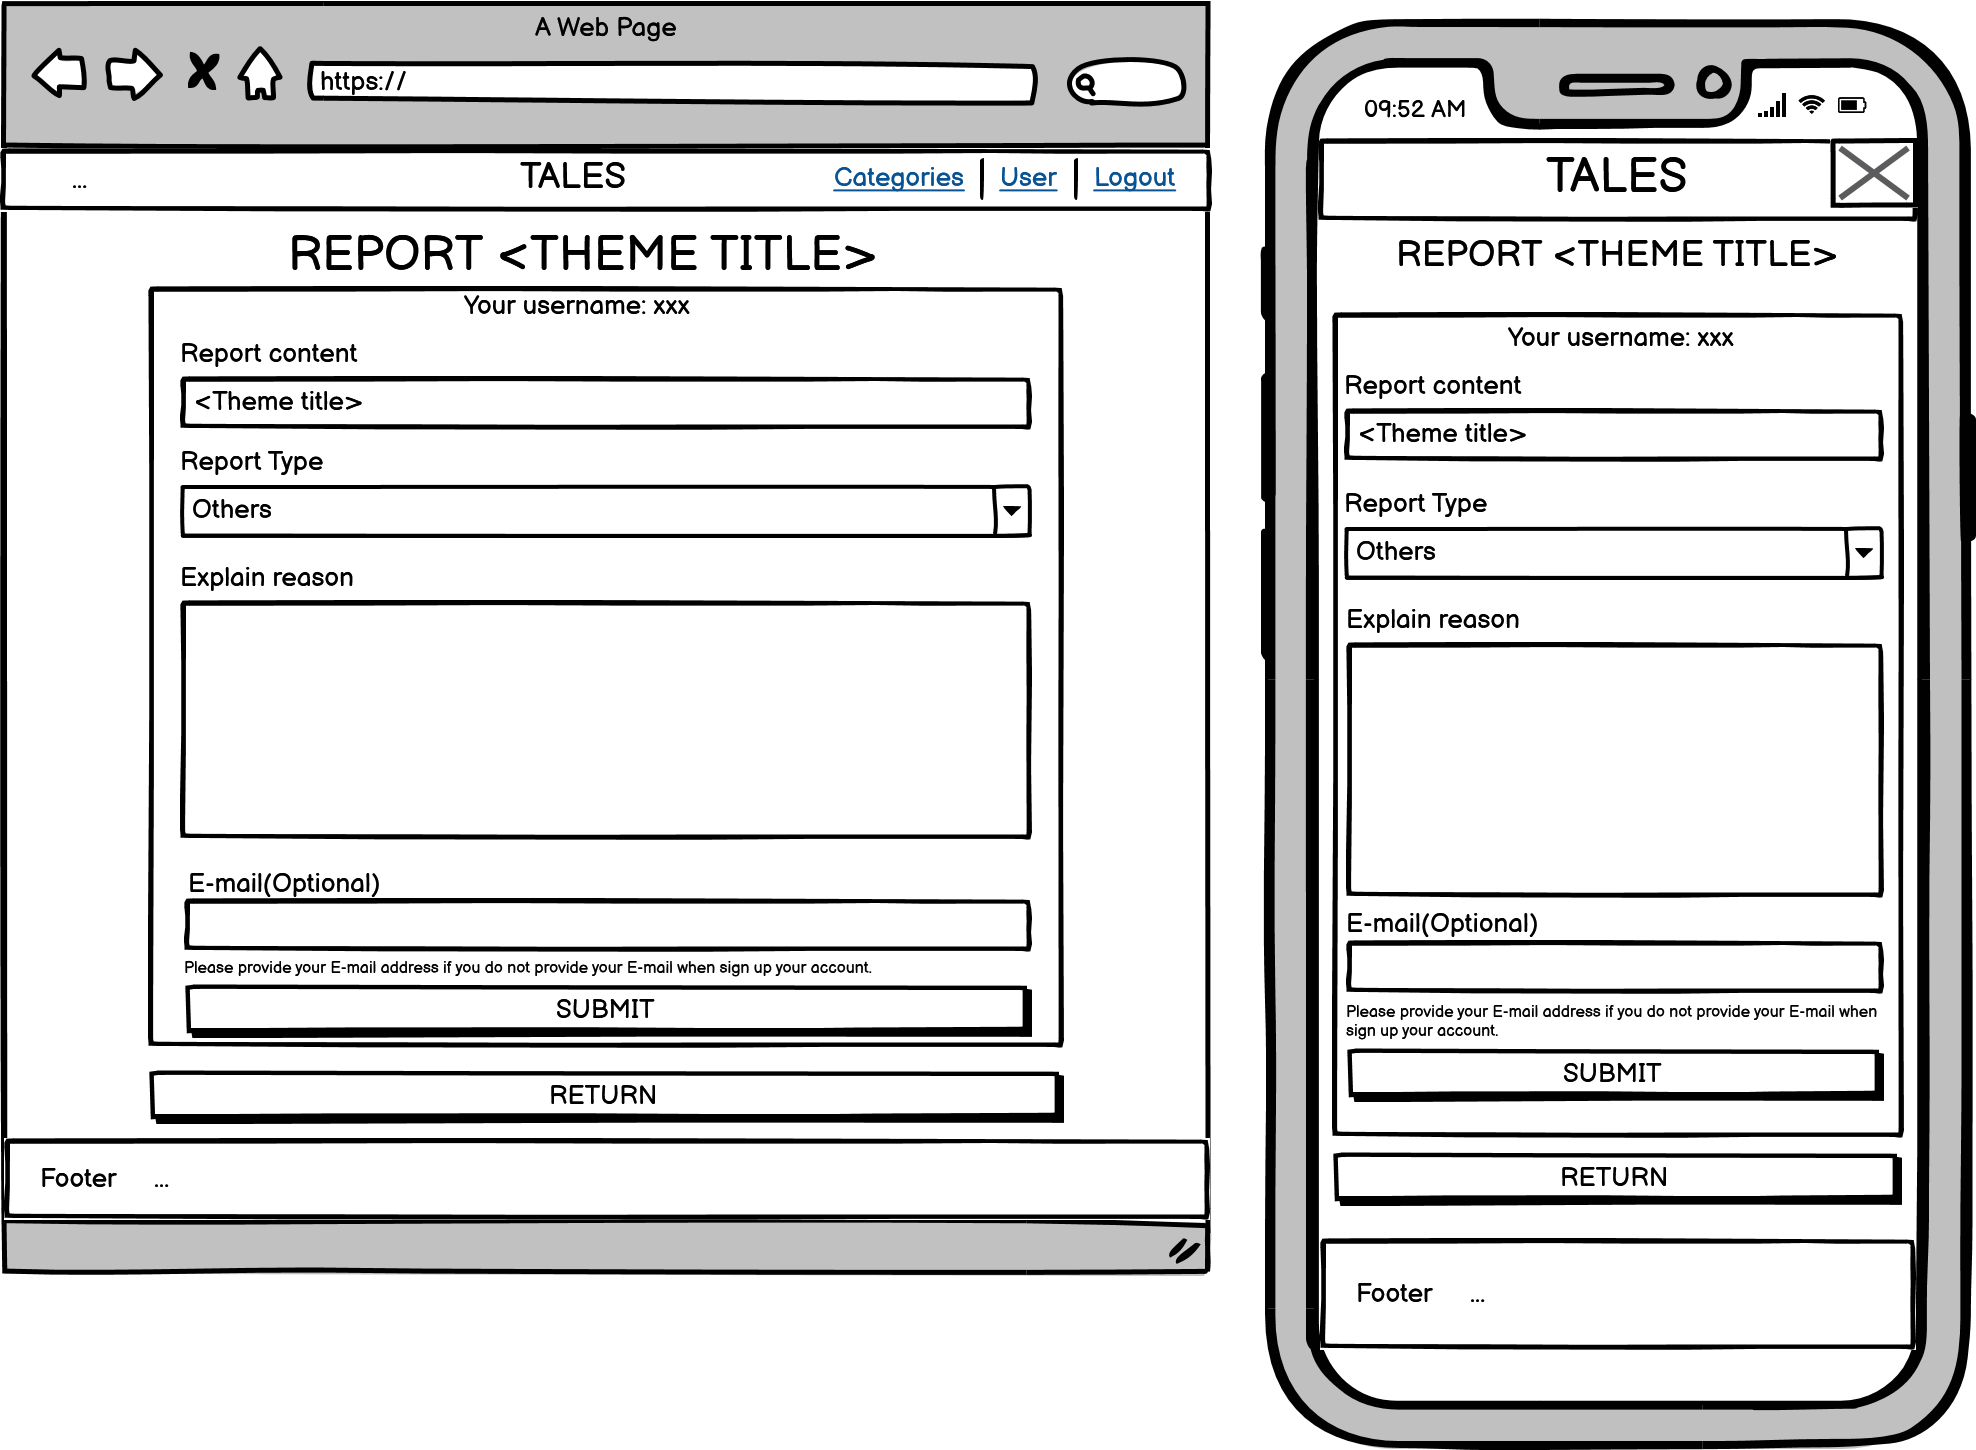 A Web Page
https://
... TALES Categories User Logout
REPORT <THEME TITLE>
Your username: xxx
Report content
<Theme title>
Report Type
Others
Explain reason
E-mail(Optional)
Please provide your E-mail address if you do not provide your E-mail when sign up your account.
SUBMIT
RETURN
Footer ...
09:52 AM
TALES
REPORT <THEME TITLE>
Your username: xxx
Report content
<Theme title>
Report Type
Others
Explain reason
E-mail(Optional)
Please provide your E-mail address if you do not provide your E-mail when
sign up your account.
SUBMIT
RETURN
Footer ...